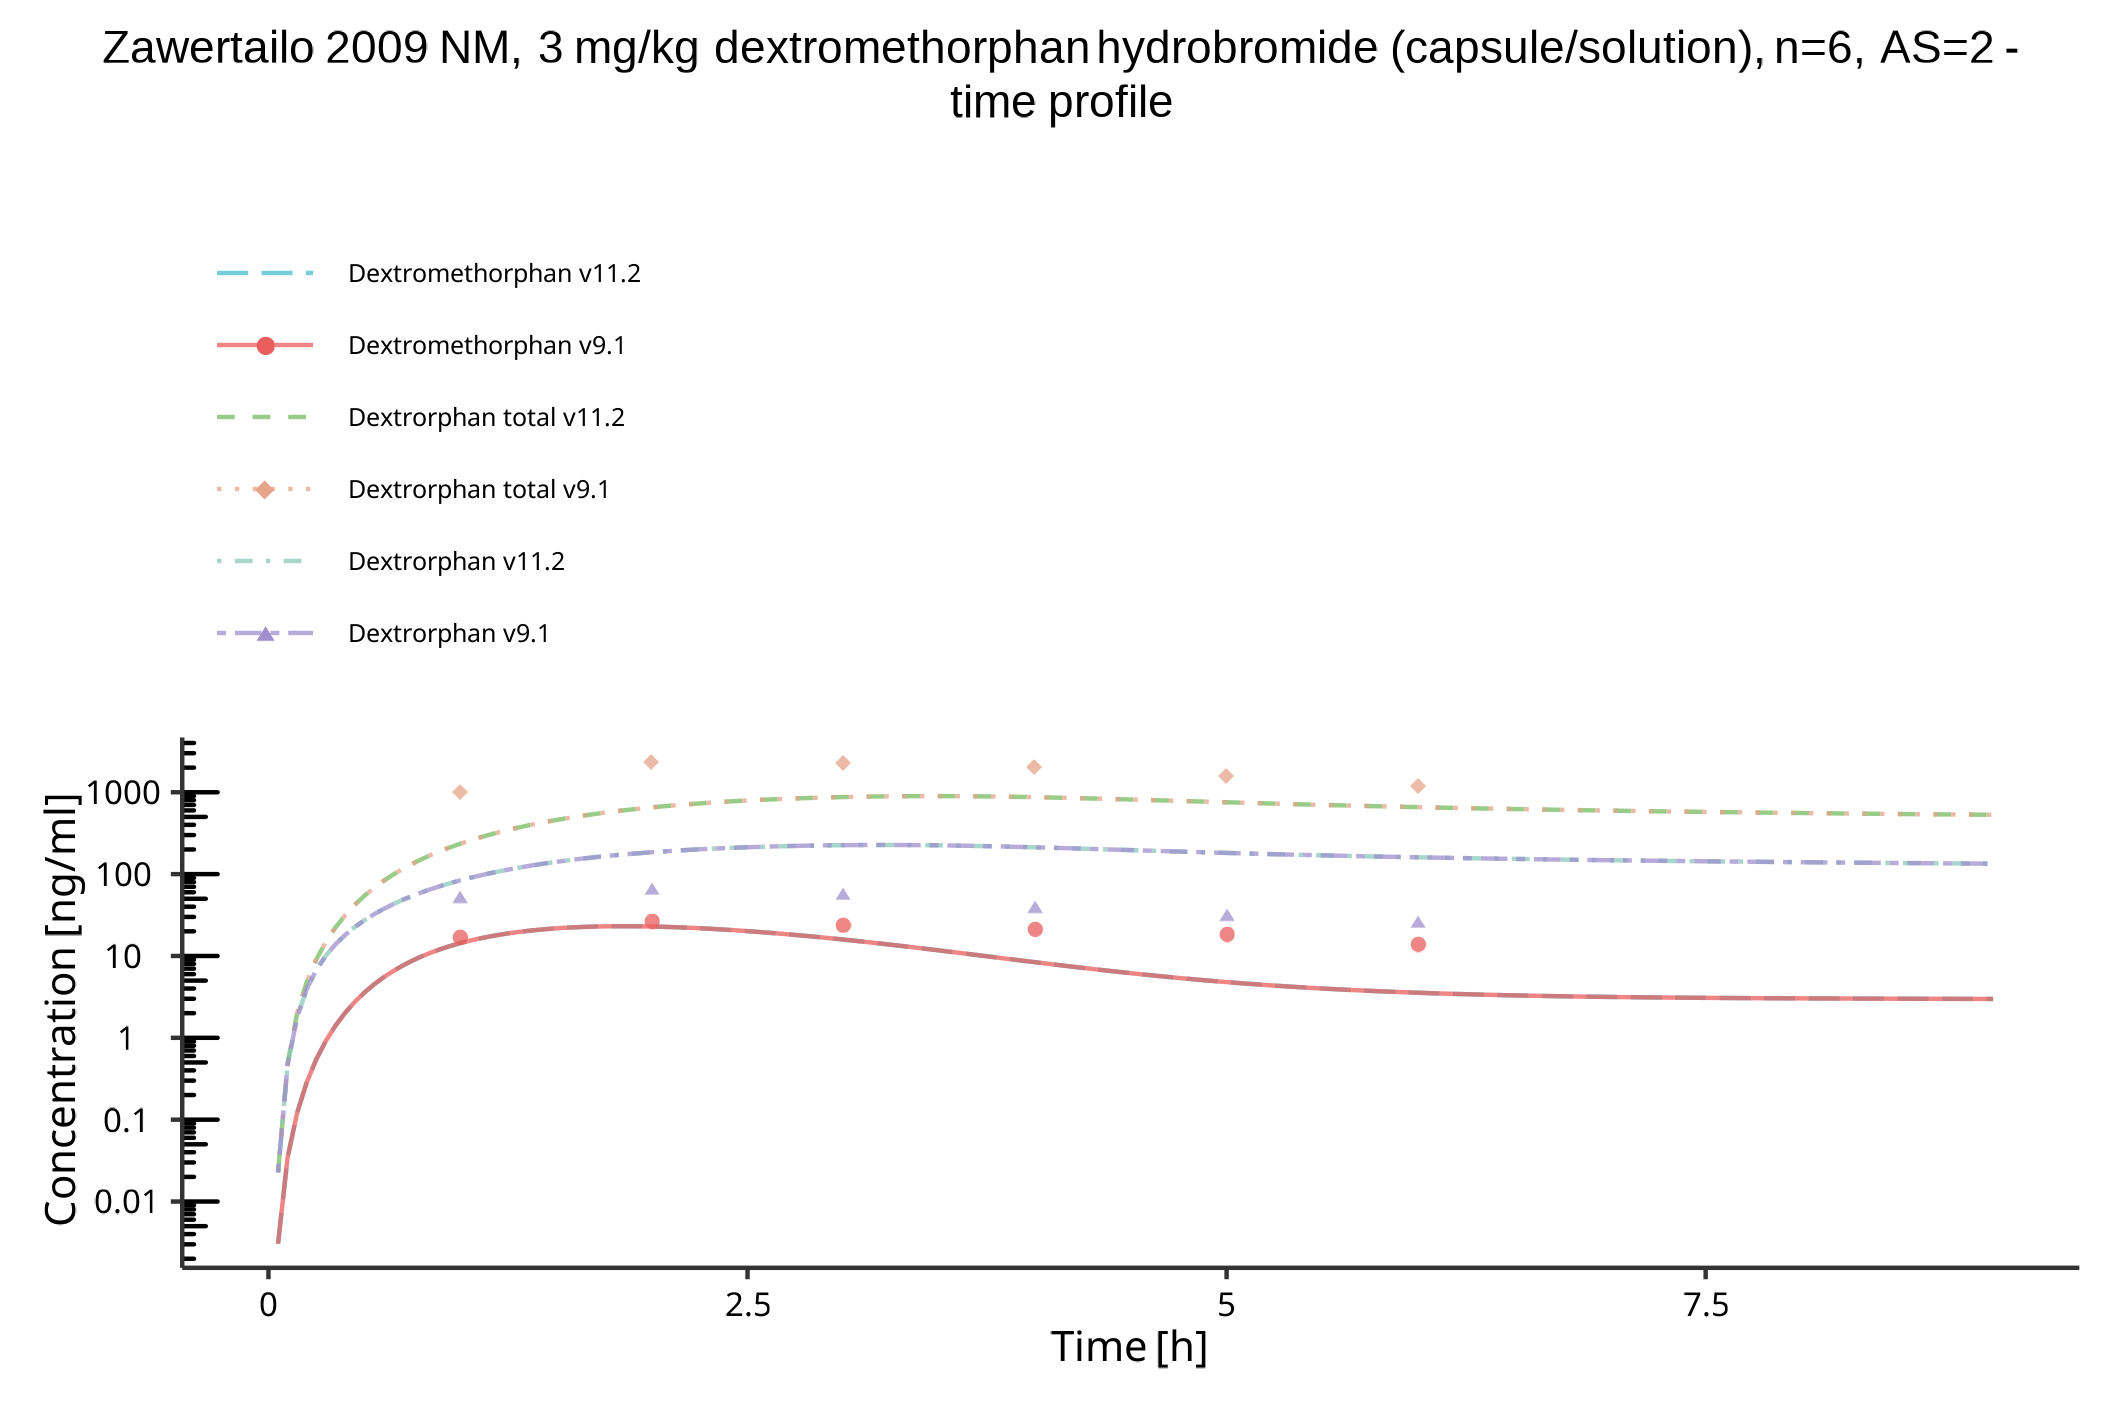 Zawertailo 2009 NM, 3 mg/kg dextromethorphan hydrobromide (capsule/solution), n=6, AS=2 -
time profile
Dextromethorphan v11.2
Dextromethorphan v9.1
Dextrorphan total v11.2
Dextrorphan total v9.1
Dextrorphan v11.2
Dextrorphan v9.1
Concentration [ng/ml]
1000
100
10
1
0.1
0.01
0
2.5
5
7.5
Time [h]